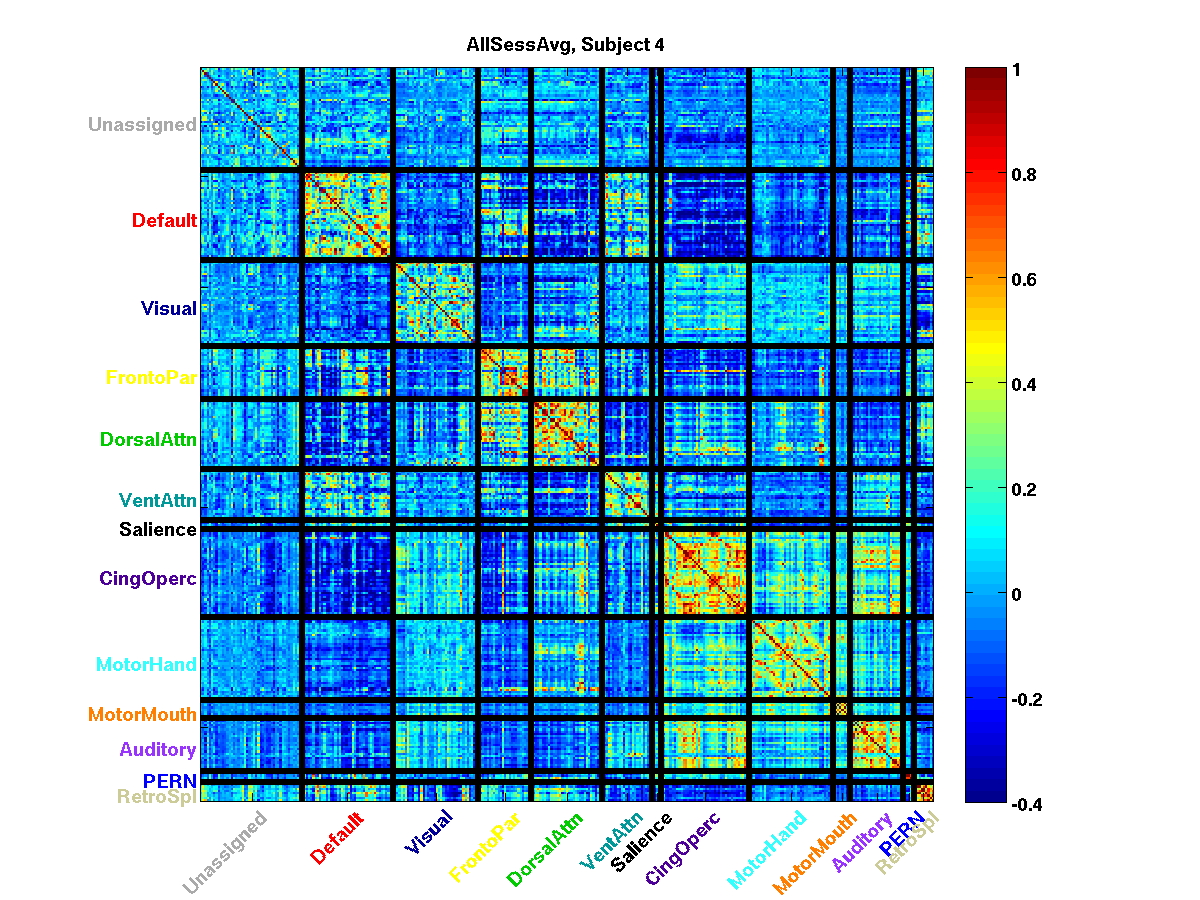 AllSessAvg, Subject 4
Unassigned
Default
Visual
FrontoPar
DorsalAttn
VentAttn
Salience
CingOperc
MotorHand
MotorMouth
Auditory
PERN
RetroSpl
1
0.8
0.6
0.4
0.2
0
-0.2
-0.4
Unassigned
Default
Visual
FrontoPar
DorsalAttn
VentAttn
Salience
CingOperc
MotorHand
MotorMouth
Auditory
PERN
RetroSpl